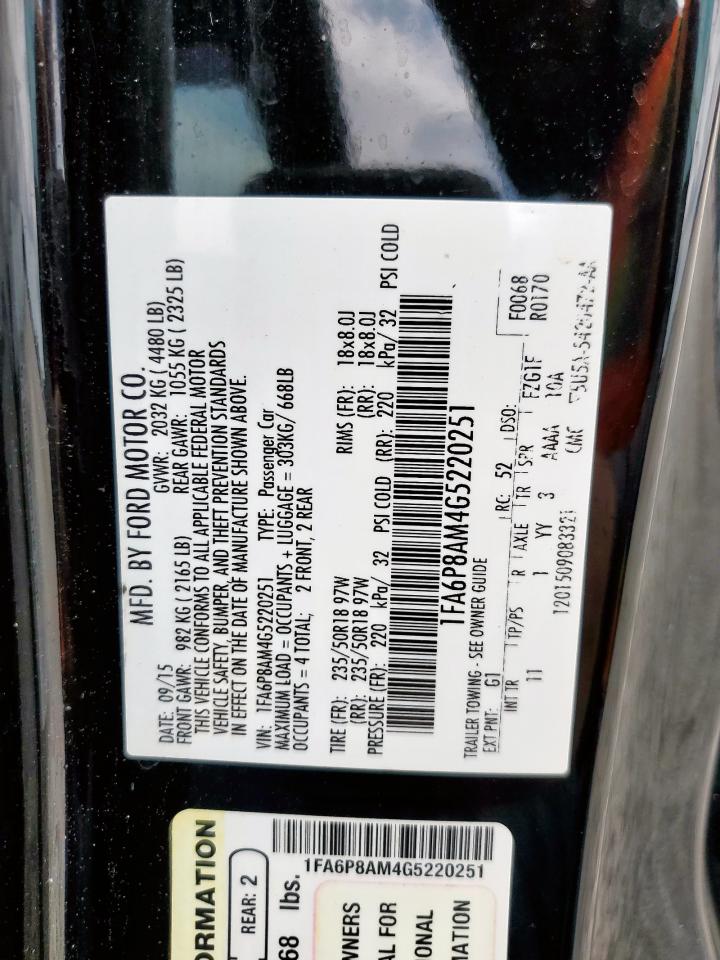 MFD. BY FORD MOTOR CO.
DATE: 09/15 GVWR: 2032 KG ( 4480 LB)
FRONT GAWR: 982 KG ( 2165 LB) REAR GAWR: 1055 KG ( 2325 LB)
THIS VEHICLE CONFORMS TO ALL APPLICABLE FEDERAL MOTOR
VEHICLE SAFETY, BUMPER, AND THEFT PREVENTION STANDARDS
IN EFFECT ON THE DATE OF MANUFACTURE SHOWN ABOVE.
VIN: 1FA6P8AM4G5220251 TYPE: Passenger Car
MAXIMUM LOAD = OCCUPANTS + LUGGAGE = 303KG/ 668LB
OCCUPANTS = 4 TOTAL; 2 FRONT, 2 REAR
TIRE (FR): 235/50R18 97W RIMS (FR): 18x8.0J
(RR): 235/50R18 97W (RR): 18x8.0J
PRESSURE (FR): 220 kPa/ 32 PSI COLD (RR): 220 kPa/ 32 PSI COLD
1FA6P8AM4G5220251
TRAILER TOWING - SEE OWNER GUIDE
EXT PNT: G1 RC: 52 DSO: F0068
R0170
INT TR TP/PS R AXLE TR SPR FZG1F
11 1 YY 3 AAAA 10A
1201509083321 CMC
ORMATION
REAR: 2
68 lbs.
1FA6P8AM4G5220251
WNERS
AL FOR
IONAL
MATION